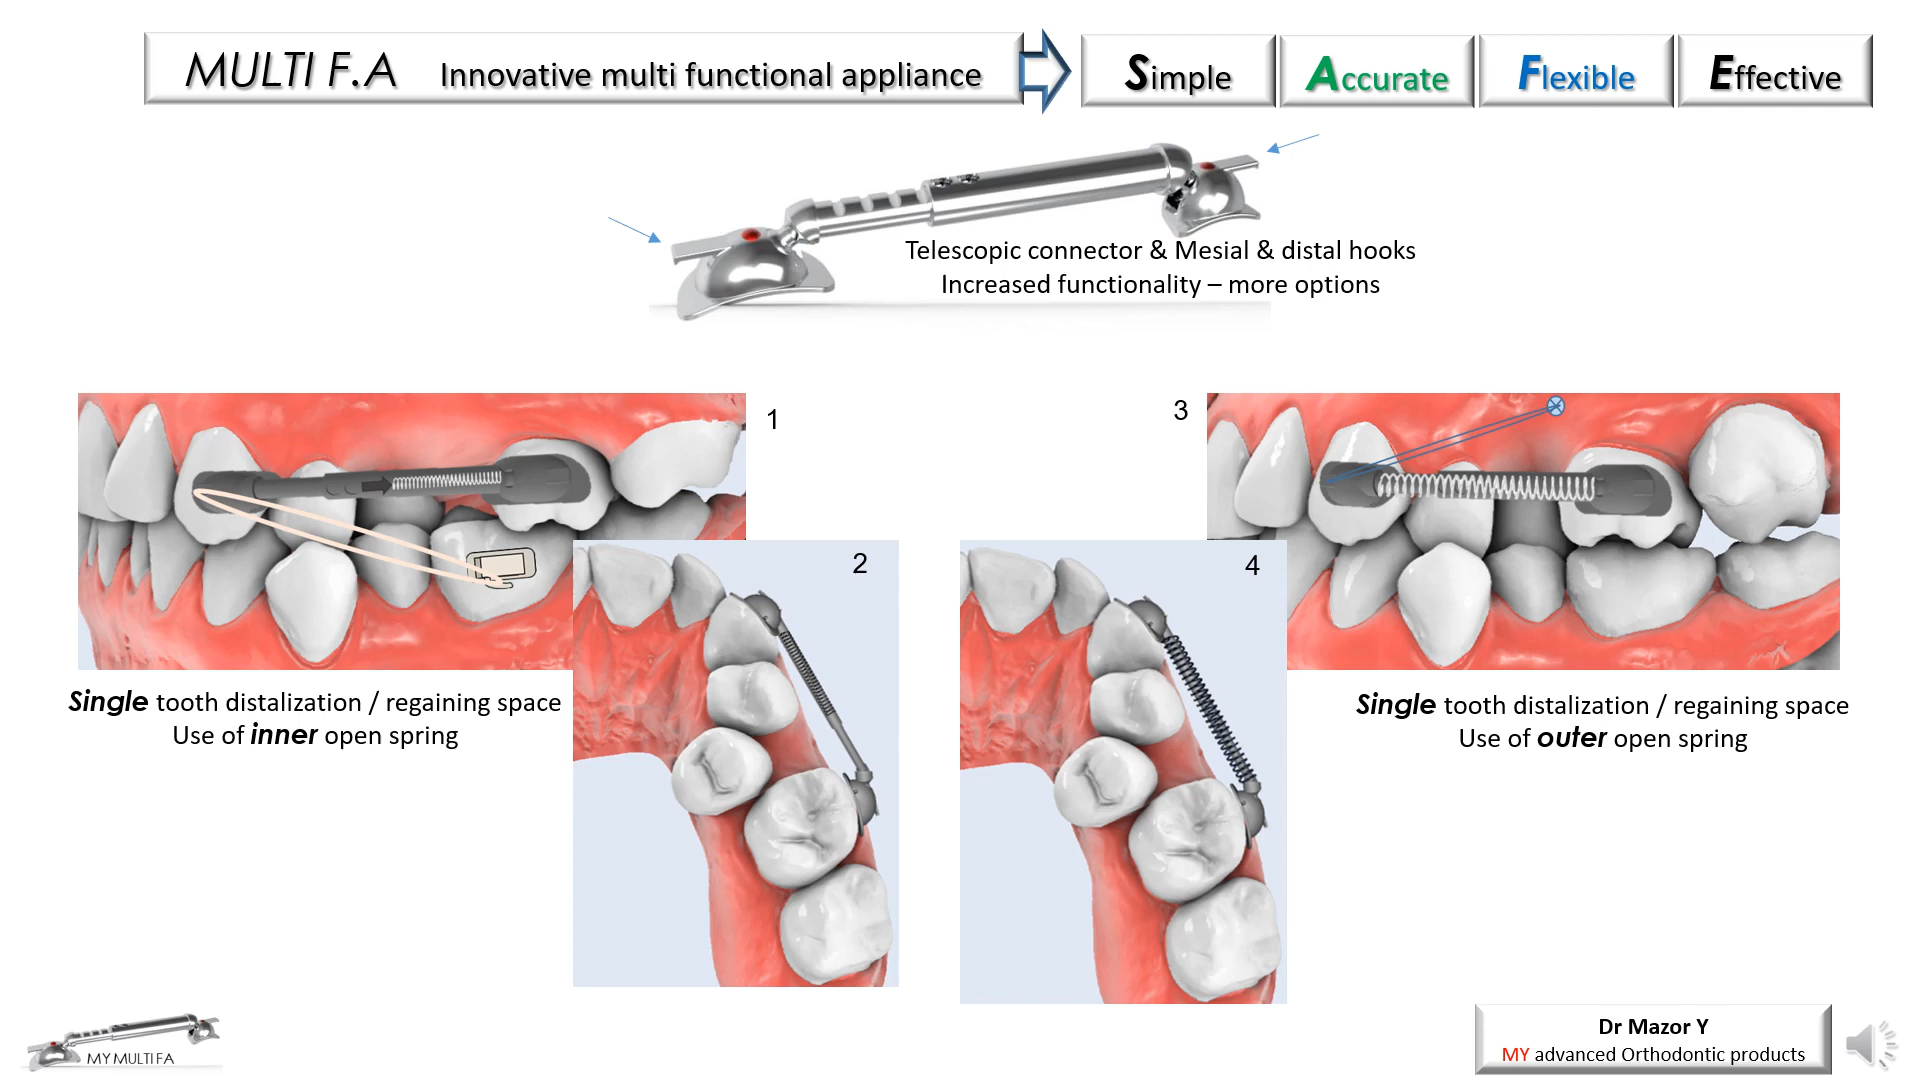 MULTI F.A Innovative multi functional appliance
Simple
Accurate
Flexible
Effective
Telescopic connector & Mesial & distal hooks
Increased functionality – more options
1
3
2
4
Single tooth distalization / regaining space
Use of inner open spring
Single tooth distalization / regaining space
Use of outer open spring
MY MULTI FA
Dr Mazor Y
MY advanced Orthodontic products